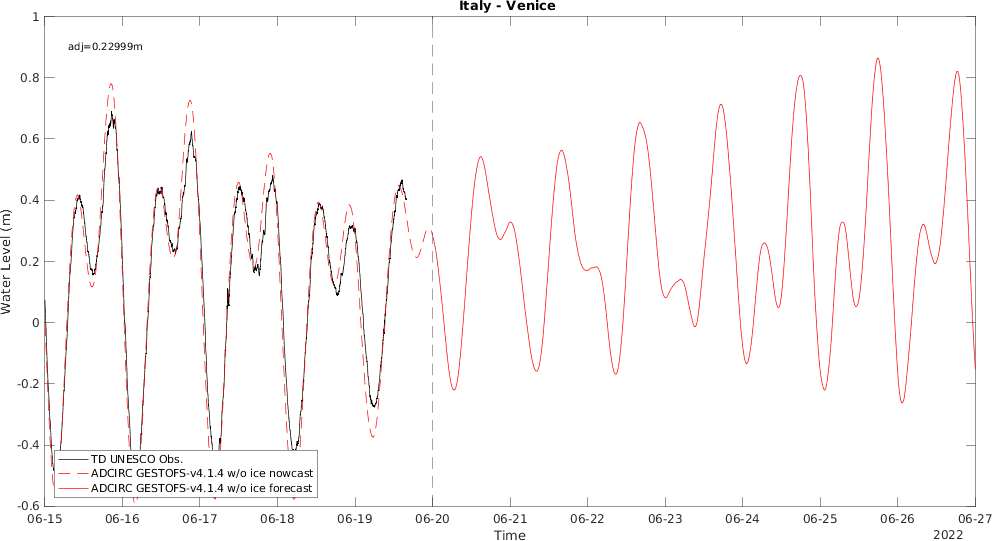 Italy - Venice
adj=0.22999m
Water Level (m)
1
0.8
0.6
0.4
0.2
0
-0.2
-0.4
-0.6
TD UNESCO Obs.
ADCIRC GESTOFS-v4.1.4 w/o ice nowcast
ADCIRC GESTOFS-v4.1.4 w/o ice forecast
06-15 06-16 06-17 06-18 06-19 06-20 06-21 06-22 06-23 06-24 06-25 06-26 06-27
Time
2022